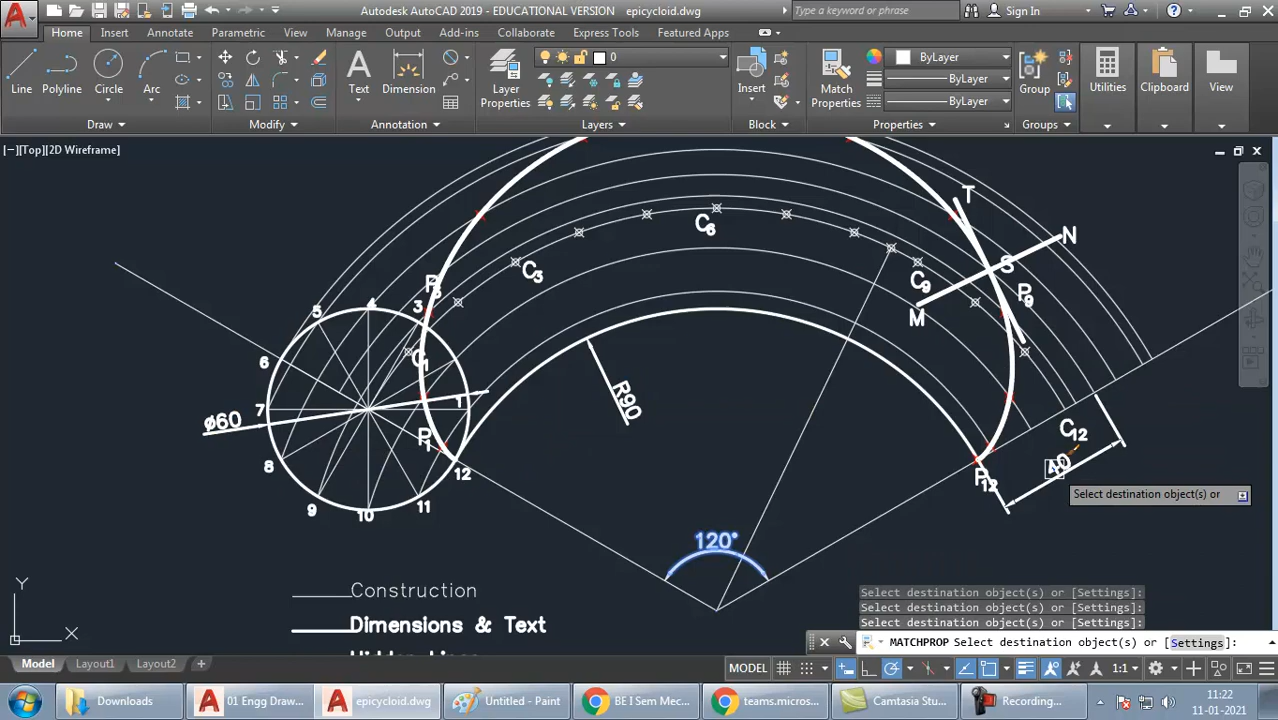 Autodesk AutoCAD 2019 - EDUCATIONAL VERSION epicycloid.dwg
Type a keyword or phrase
Sign In
Home Insert Annotate Parametric View Manage Output Add-ins Collaborate Express Tools Featured Apps
Line Polyline Circle Arc
Text Dimension
Layer Properties
0
Insert
Match Properties
ByLayer
ByLayer
ByLayer
Group
Utilities
Clipboard
View
Draw Modify Annotation Layers Block Properties Groups
[−][Top][2D Wireframe]
T
N
S
M
C6
C3
C9
P9
P3
3
4
5
6
7
8
9
10
11
12
1
C1
P1
ø60
R90
C12
40
P12
Select destination object(s) or
120°
Y
X
Construction
Dimensions & Text
Hidden Lines
Select destination object(s) or [Settings]:
Select destination object(s) or [Settings]:
Select destination object(s) or [Settings]:
MATCHPROP Select destination object(s) or [Settings]:
Model Layout1 Layout2 +
MODEL
1:1
Downloads
01 Engg Draw...
epicycloid.dwg
Untitled - Paint
BE I Sem Mec...
teams.micros...
Camtasia Stu...
Recording...
11:22
11-01-2021